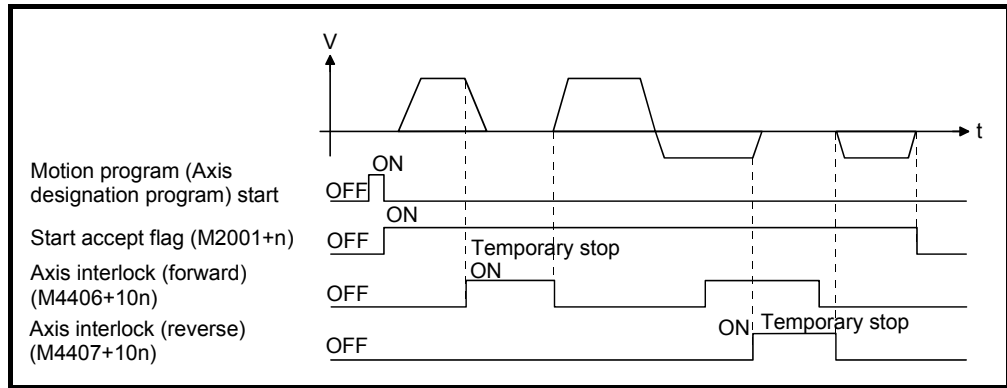 V
t
Motion program (Axis
designation program) start
OFF
ON
Start accept flag (M2001+n)
OFF
ON
Axis interlock (forward)
(M4406+10n)
OFF
ON
Temporary stop
Axis interlock (reverse)
(M4407+10n)
OFF
ON
Temporary stop